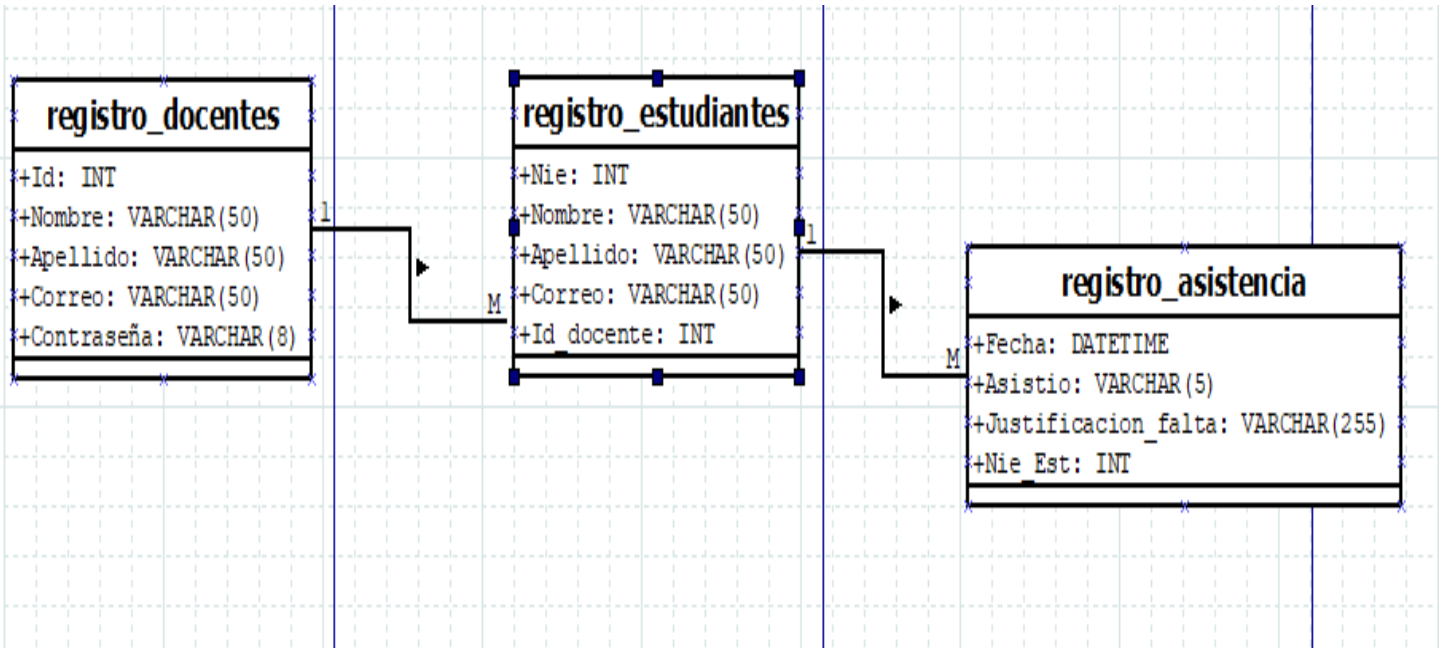 registro_docentes
+Id: INT
+Nombre: VARCHAR(50)
+Apellido: VARCHAR(50)
+Correo: VARCHAR(50)
+Contraseña: VARCHAR(8)
1
M
registro_estudiantes
+Nie: INT
+Nombre: VARCHAR(50)
+Apellido: VARCHAR(50)
+Correo: VARCHAR(50)
+Id_docente: INT
1
M
registro_asistencia
+Fecha: DATETIME
+Asistio: VARCHAR(5)
+Justificacion_falta: VARCHAR(255)
+Nie_Est: INT